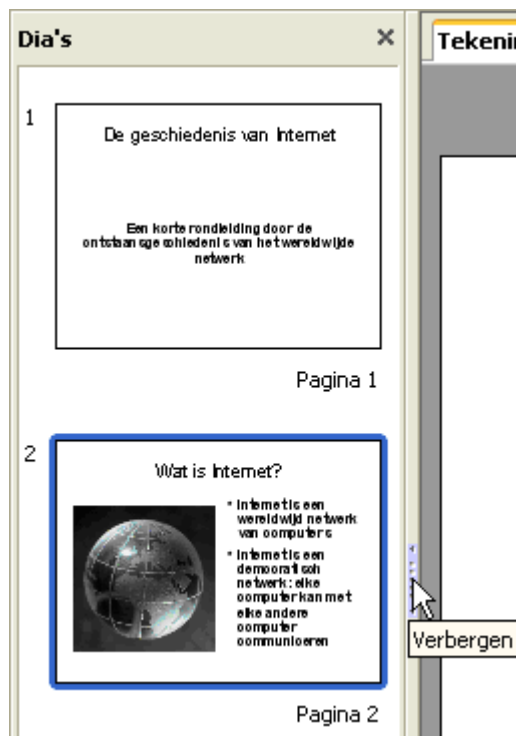 Dia's
Tekenin
1
De geschiedenis van Internet
Een korte rondleiding door de
ontstaansgeschiedenis van het wereldwijde
netwerk
Pagina 1
2
Wat is Internet?
• Internet is een
wereldwijd netwerk
van computers
• Internet is een
democratisch
netwerk: elke
computer kan met
elke andere
computer
communiceren
Verbergen
Pagina 2